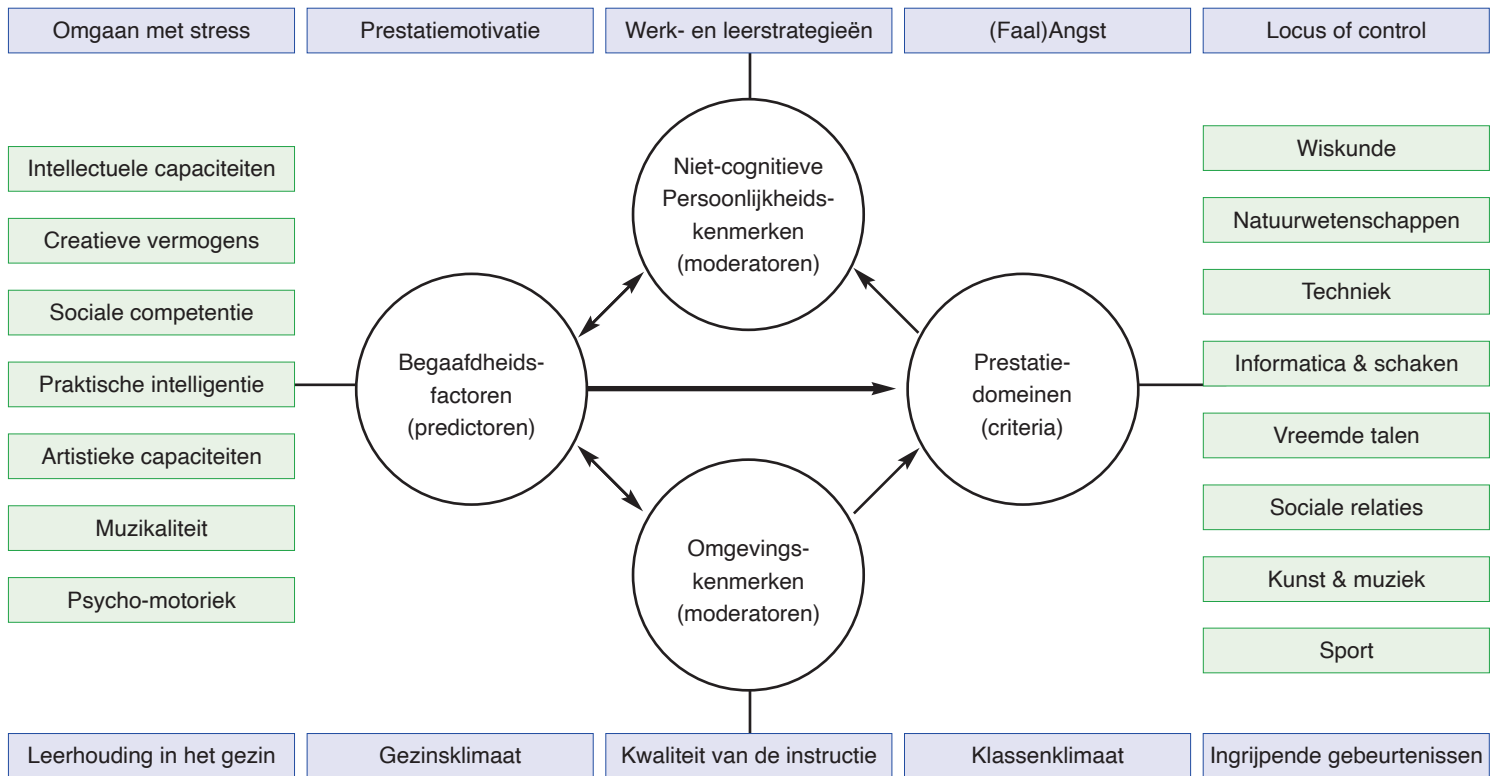 Omgaan met stress
Prestatiemotivatie
Werk- en leerstrategieën
(Faal)Angst
Locus of control
Intellectuele capaciteiten
Creatieve vermogens
Sociale competentie
Praktische intelligentie
Artistieke capaciteiten
Muzikaliteit
Psycho-motoriek
Niet-cognitieve
Persoonlijkheids-
kenmerken
(moderatoren)
Begaafdheids-
factoren
(predictoren)
Prestatie-
domeinen
(criteria)
Omgevings-
kenmerken
(moderatoren)
Wiskunde
Natuurwetenschappen
Techniek
Informatica & schaken
Vreemde talen
Sociale relaties
Kunst & muziek
Sport
Leerhouding in het gezin
Gezinsklimaat
Kwaliteit van de instructie
Klassenklimaat
Ingrijpende gebeurtenissen